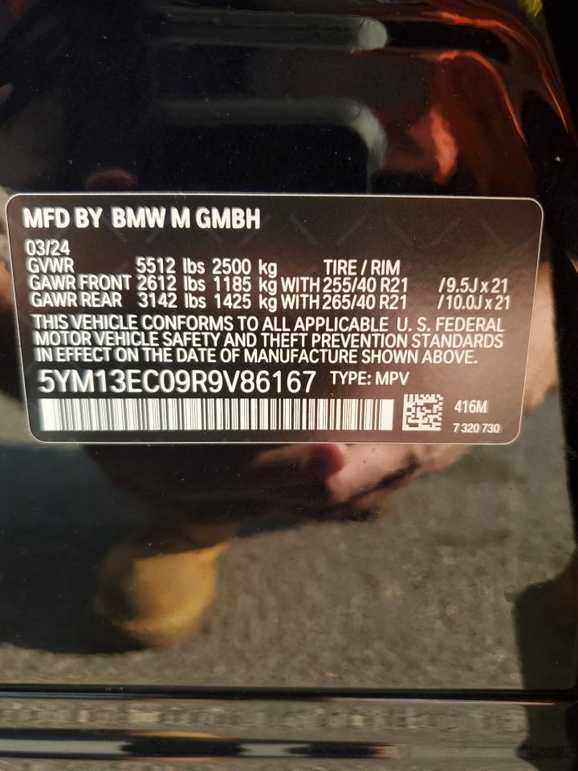 MFD BY BMW M GMBH
03/24
GVWR 5512 lbs 2500 kg TIRE / RIM
GAWR FRONT 2612 lbs 1185 kg WITH 255/40 R21 / 9.5J x 21
GAWR REAR 3142 lbs 1425 kg WITH 265/40 R21 / 10.0J x 21
THIS VEHICLE CONFORMS TO ALL APPLICABLE U. S. FEDERAL
MOTOR VEHICLE SAFETY AND THEFT PREVENTION STANDARDS
IN EFFECT ON THE DATE OF MANUFACTURE SHOWN ABOVE.
5YM13EC09R9V86167 TYPE: MPV
416M
7 320 730